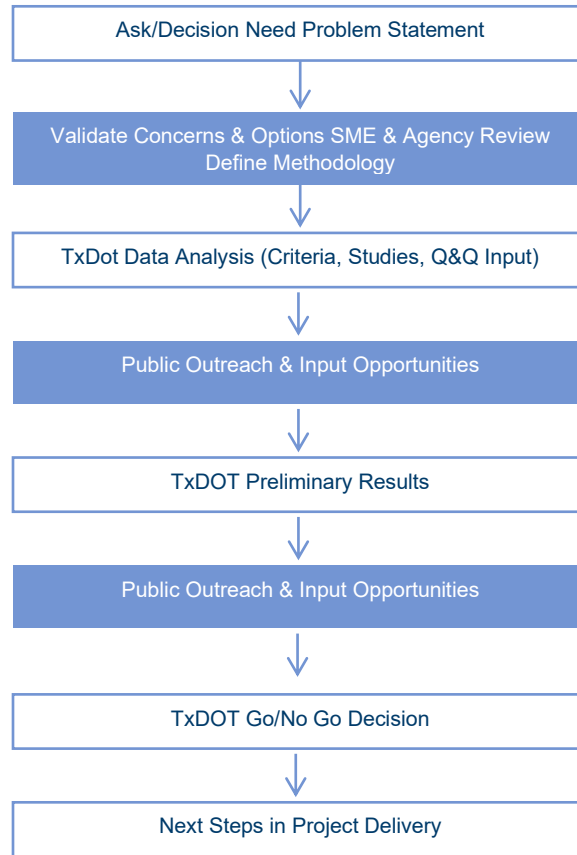 Ask/Decision Need Problem Statement
Validate Concerns & Options SME & Agency Review
Define Methodology
TxDot Data Analysis (Criteria, Studies, Q&Q Input)
Public Outreach & Input Opportunities
TxDOT Preliminary Results
Public Outreach & Input Opportunities
TxDOT Go/No Go Decision
Next Steps in Project Delivery